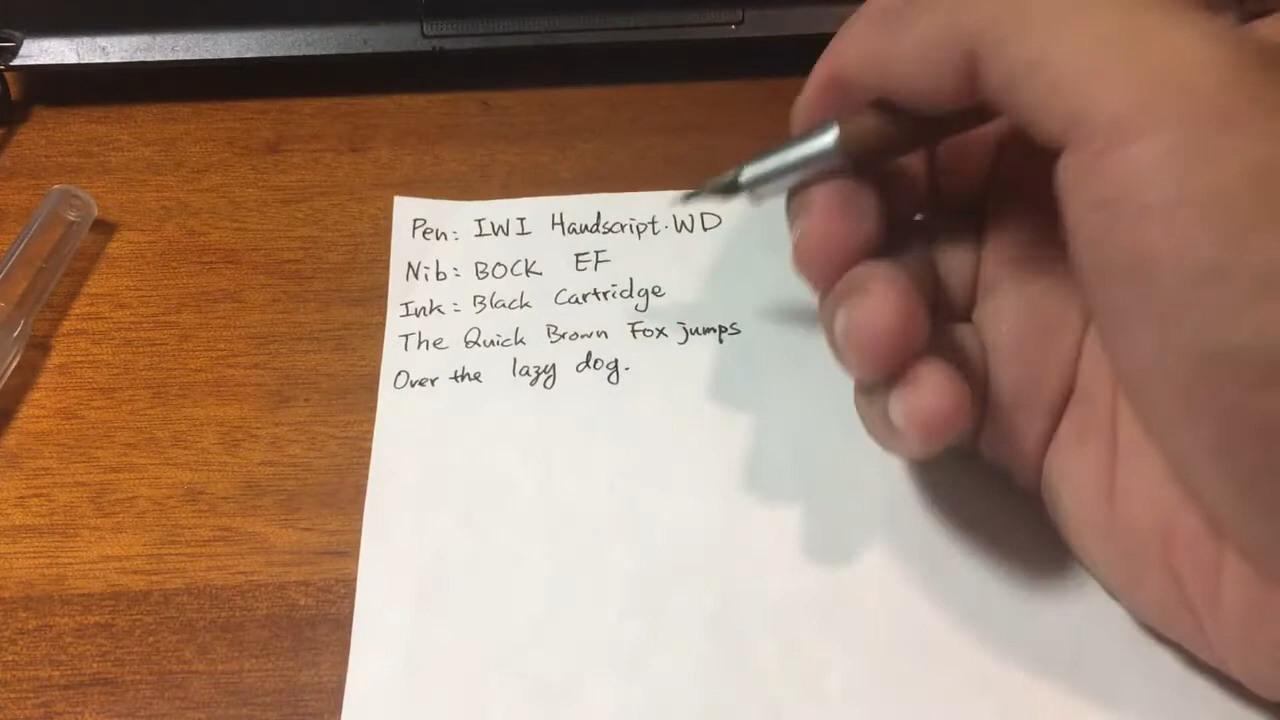 Pen: IWI Handscript.WD
Nib: BOCK EF
Ink: Black Cartridge
The Quick Brown Fox jumps
Over the lazy dog.